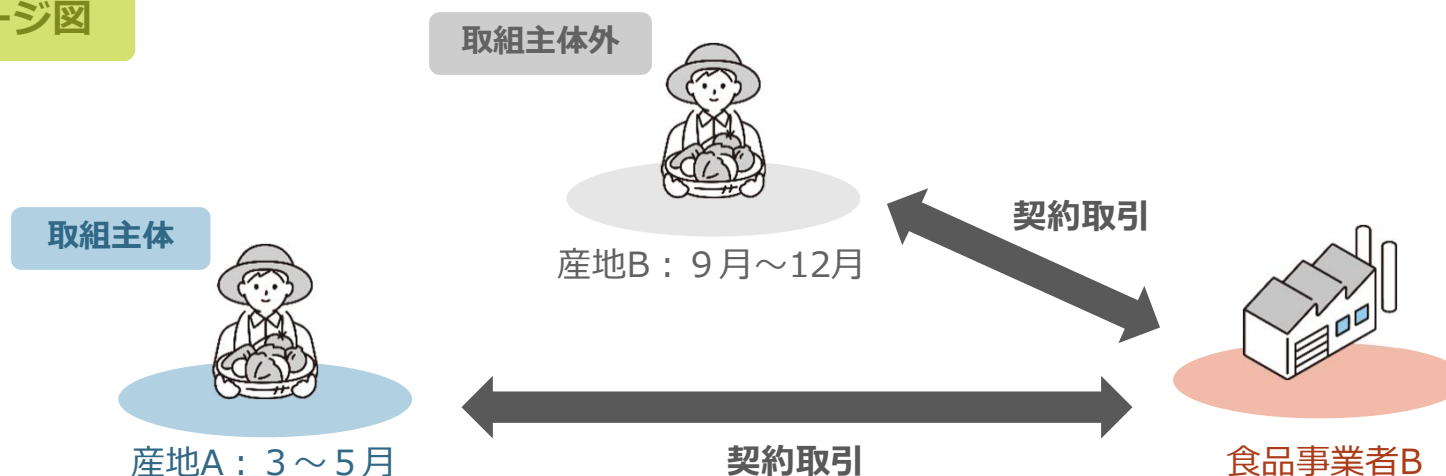 ージ図
取組主体外
契約取引
取組主体
産地B：９月～12月
産地A：３～５月
契約取引
食品事業者B